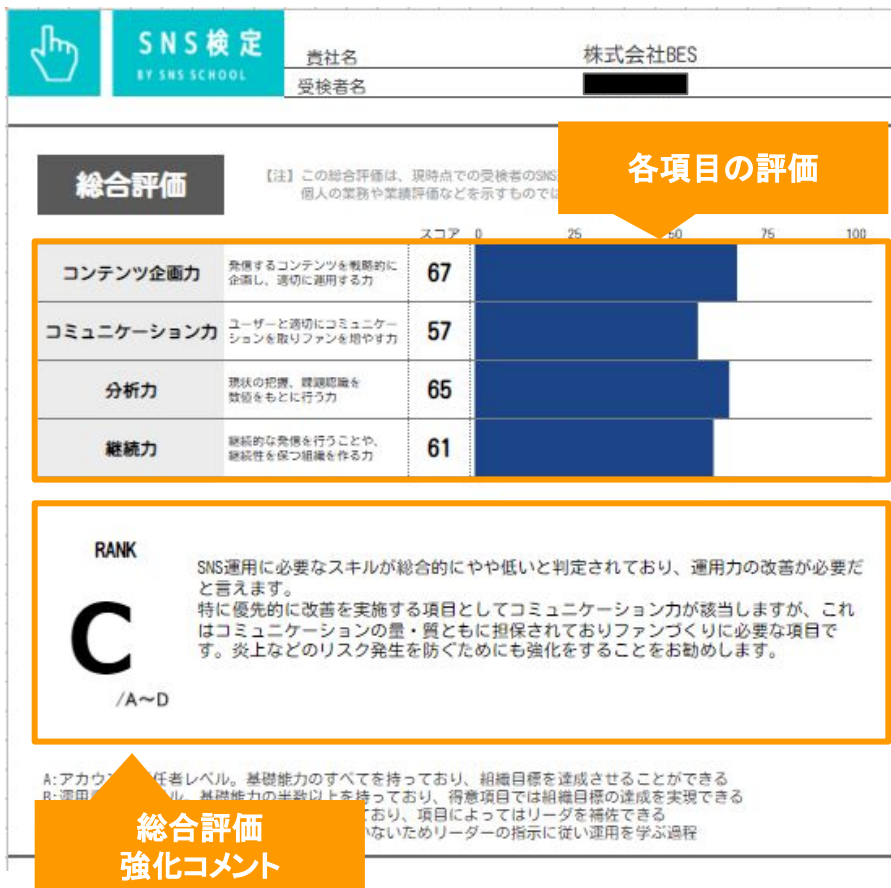 SNS検定
BY SNS SCHOOL
貴社名 株式会社BES
受検者名
総合評価
【注】この総合評価は、現時点での受検者のSNS
個人の業務や業績評価などを示すものでは
各項目の評価
スコア 0 25 50 75 100
コンテンツ企画力 発信するコンテンツを戦略的に
企画し、適切に運用する力 67
コミュニケーション力 ユーザーと適切にコミュニケー
ションを取りファンを増やす力 57
分析力 現状の把握、課題認識を
数値をもとに行う力 65
継続力 継続的な発信を行うことや、
継続性を保つ組織を作る力 61
RANK
C
/A~D
SNS運用に必要なスキルが総合的にやや低いと判定されており、運用力の改善が必要だ
と言えます。
特に優先的に改善を実施する項目としてコミュニケーション力が該当しますが、これ
はコミュニケーションの量・質ともに担保されておりファンづくりに必要な項目で
す。炎上などのリスク発生を防ぐためにも強化をすることをお勧めします。
A:アカウ 任者レベル。基礎能力のすべてを持っており、組織目標を達成させることができる
B:運用 ル。基礎能力の半数以上を持っており、得意項目では組織目標の達成を実現できる
おり、項目によってはリーダを補佐できる
いないためリーダーの指示に従い運用を学ぶ過程
総合評価
強化コメント